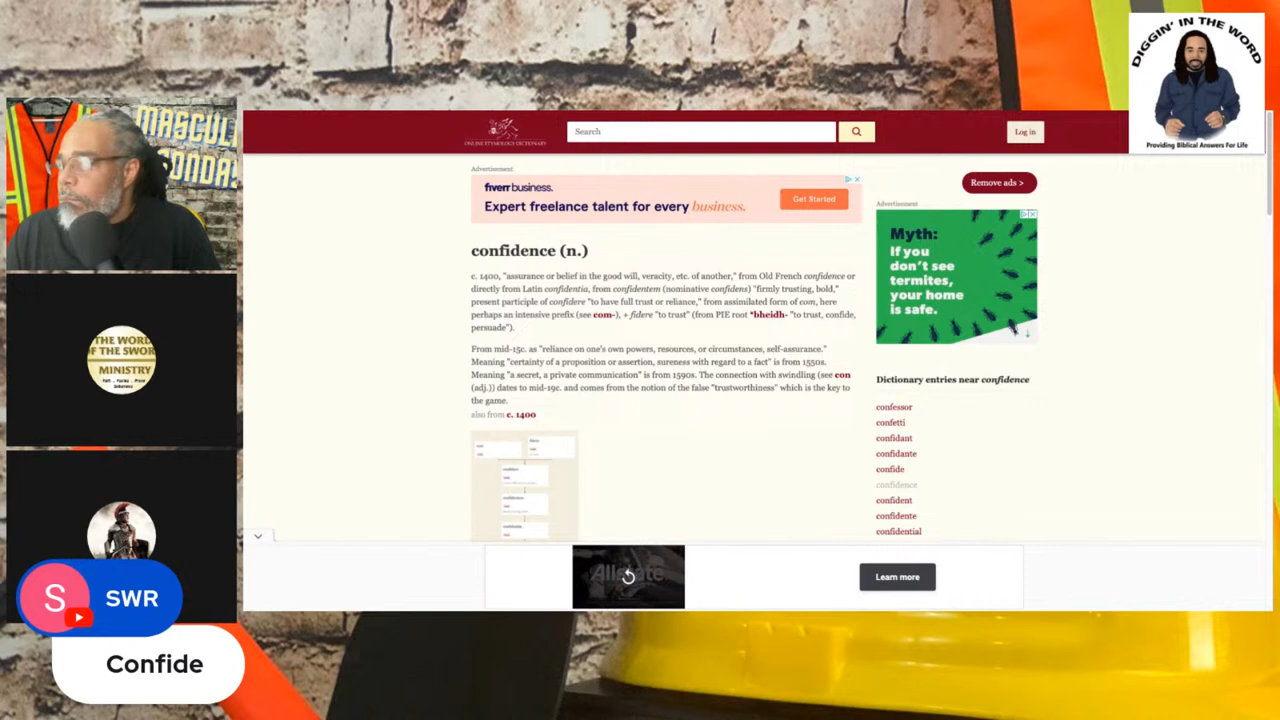 DIGGIN' IN THE WORD
Providing Biblical Answers For Life
MASCUL
ONDA
THE WORD
OF THE SWOR
MINISTRY
S
SWR
Confide
ONLINE ETYMOLOGY DICTIONARY
Search
Log in
Advertisement
fiverr business.
Expert freelance talent for every business.
Get Started
Remove ads >
Advertisement
Myth:
If you
don't see
termites,
your home
is safe.
confidence (n.)
c. 1400, "assurance or belief in the good will, veracity, etc. of another," from Old French confidence or
directly from Latin confidentia, from confidentem (nominative confidens) "firmly trusting, bold,"
present participle of confidere "to have full trust or reliance," from assimilated form of com, here
perhaps an intensive prefix (see com-), + fidere "to trust" (from PIE root *bheidh- "to trust, confide,
persuade").
From mid-15c. as "reliance on one's own powers, resources, or circumstances, self-assurance."
Meaning "certainty of a proposition or assertion, sureness with regard to a fact" is from 1550s.
Meaning "a secret, a private communication" is from 1590s. The connection with swindling (see con
(adj.)) dates to mid-19c. and comes from the notion of the false "trustworthiness" which is the key to
the game.
also from c. 1400
Dictionary entries near confidence
confessor
confetti
confidant
confidante
confide
confidence
confident
confidente
confidential
Allstate
Learn more